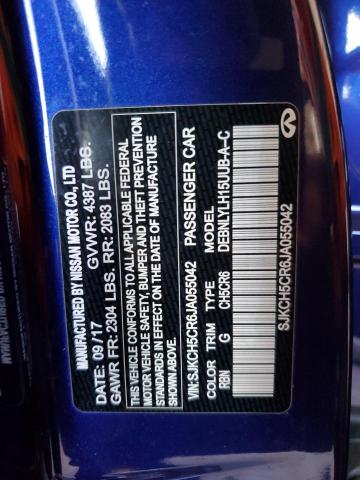 MANUFACTURED BY NISSAN MOTOR CO., LTD
DATE: 09 /17 GVWR: 4387 LBS.
GAWR FR: 2304 LBS. RR: 2083 LBS.
THIS VEHICLE CONFORMS TO ALL APPLICABLE FEDERAL
MOTOR VEHICLE SAFETY, BUMPER AND THEFT PREVENTION
STANDARDS IN EFFECT ON THE DATE OF MANUFACTURE
SHOWN ABOVE.
VIN: SJKCH5CR6JA055042 PASSENGER CAR
COLOR TRIM TYPE MODEL
RBN G CH5CR6 DEBNLYLH15UUB-A-C
SJKCH5CR6JA055042